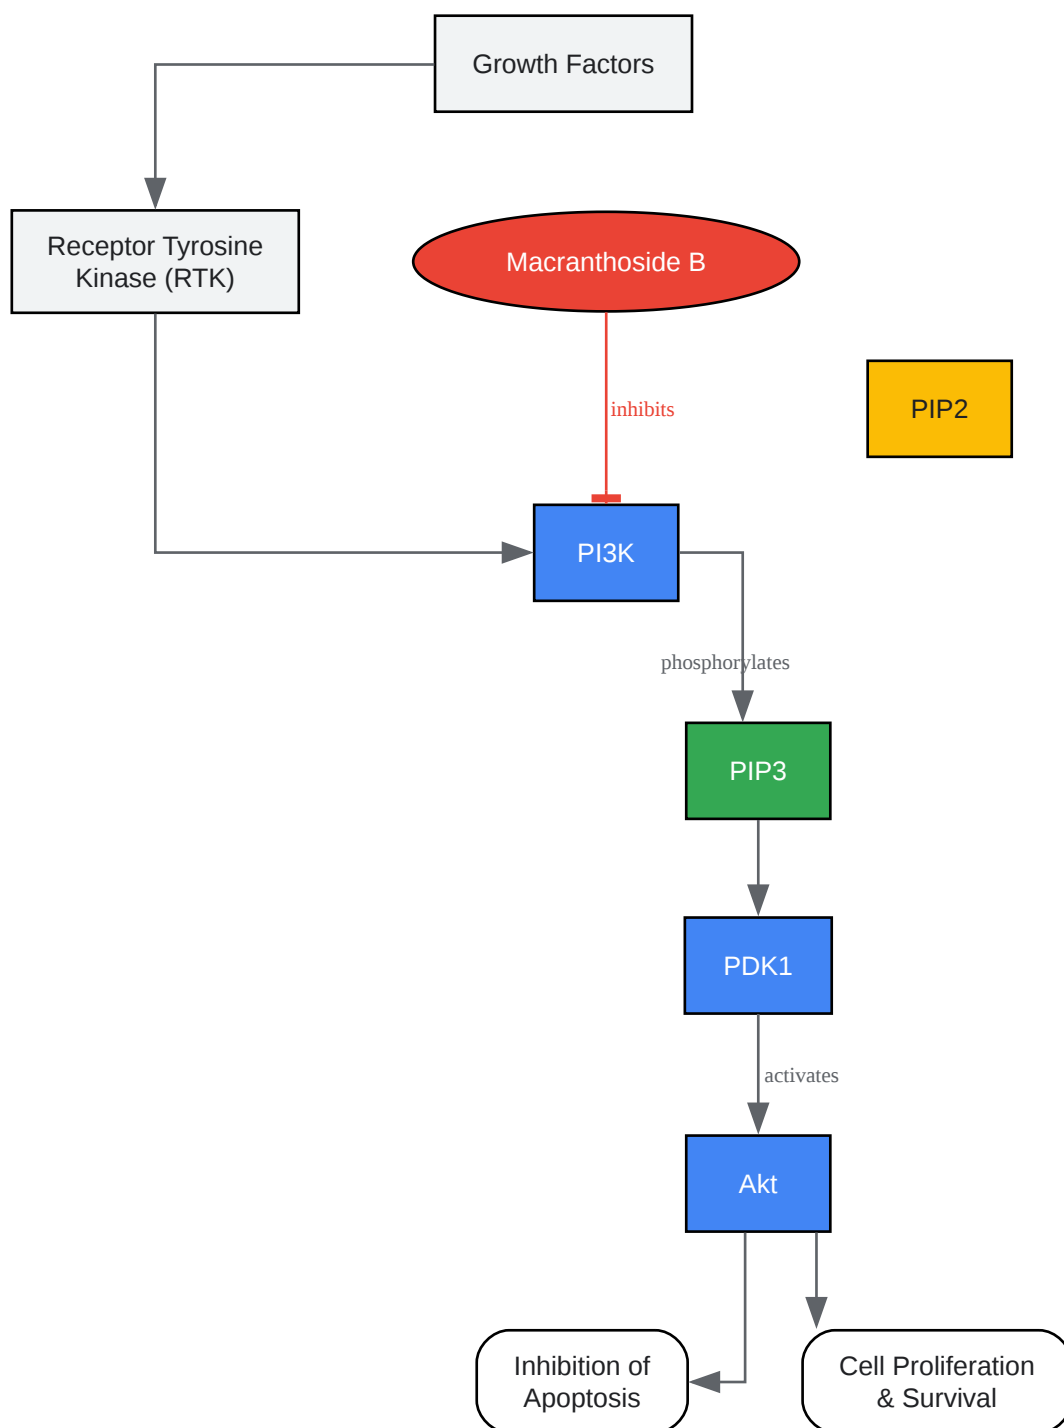 Growth Factors
Receptor Tyrosine
Kinase (RTK)
Macranthoside B
inhibits
PIP2
PI3K
phosphorylates
PIP3
PDK1
activates
Akt
Inhibition of
Apoptosis
Cell Proliferation
& Survival